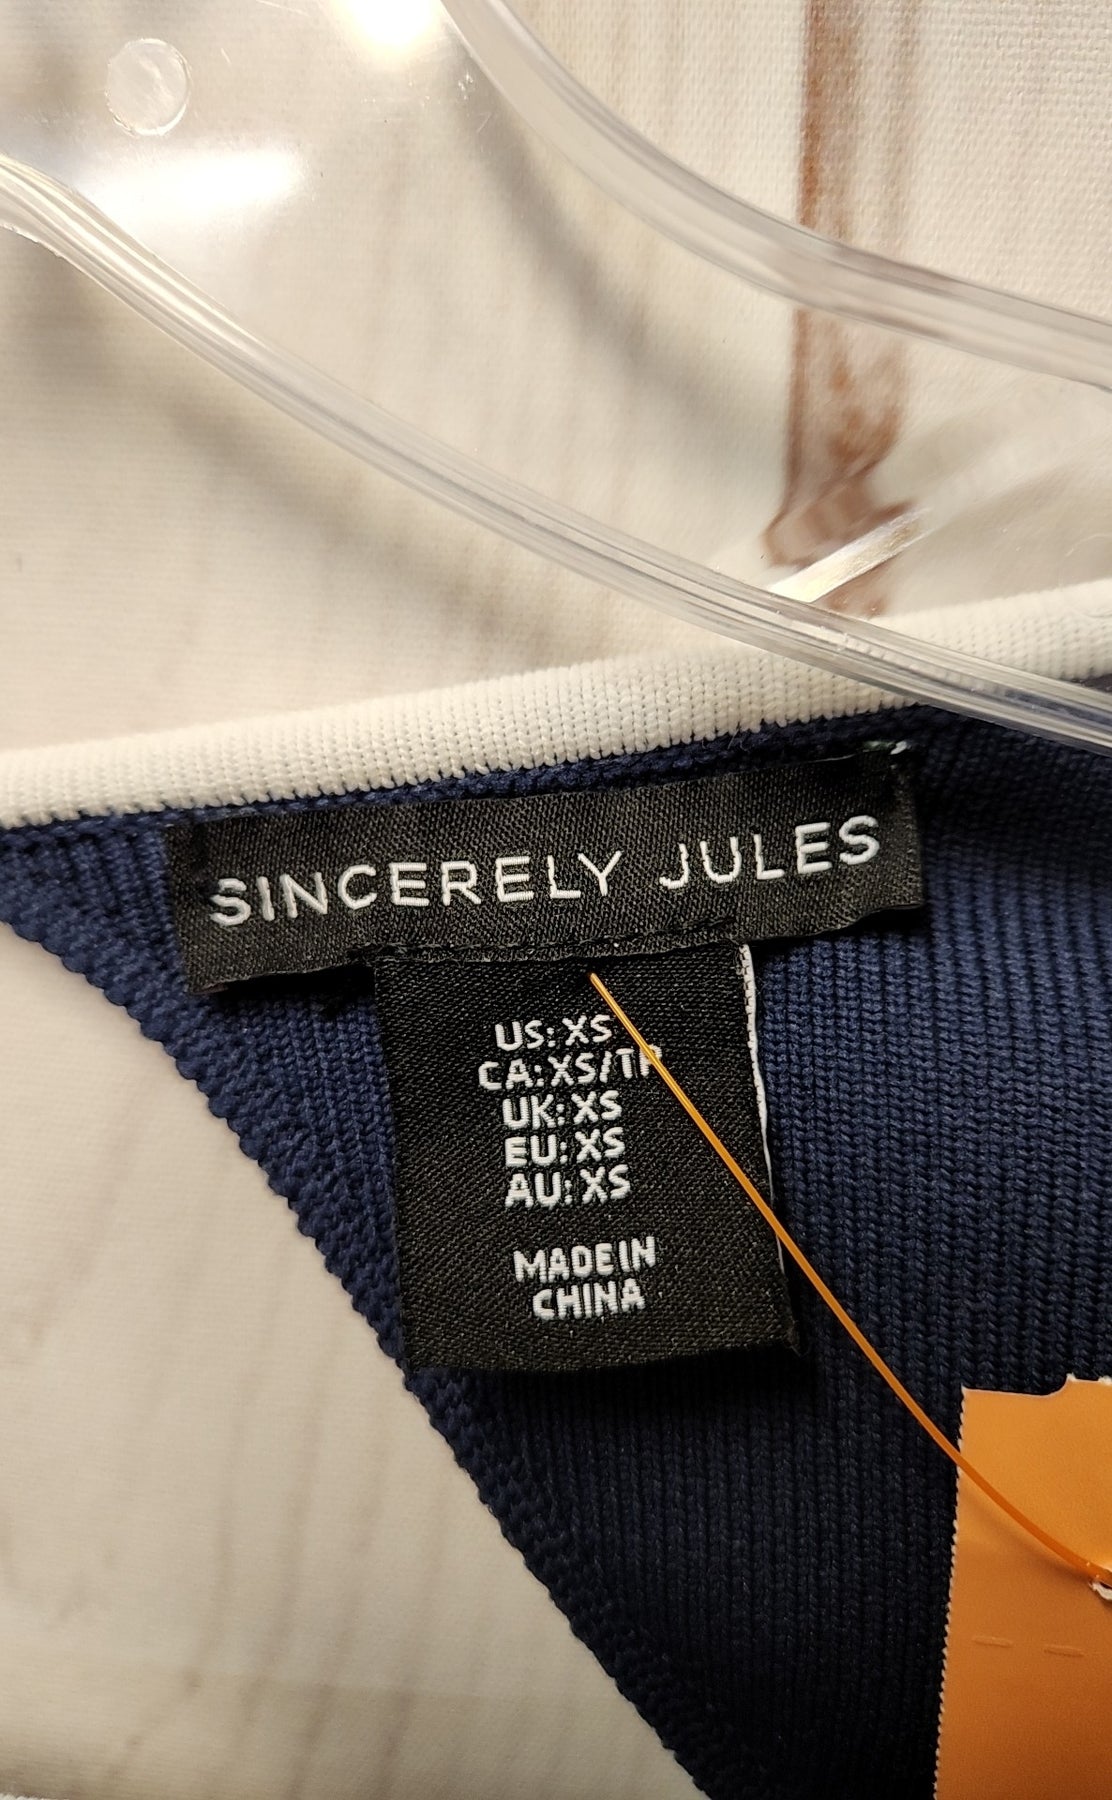 SINCERELY JULES
US: XS
CA: XS/TP
UK: XS
EU: XS
AU: XS
MADE IN
CHINA